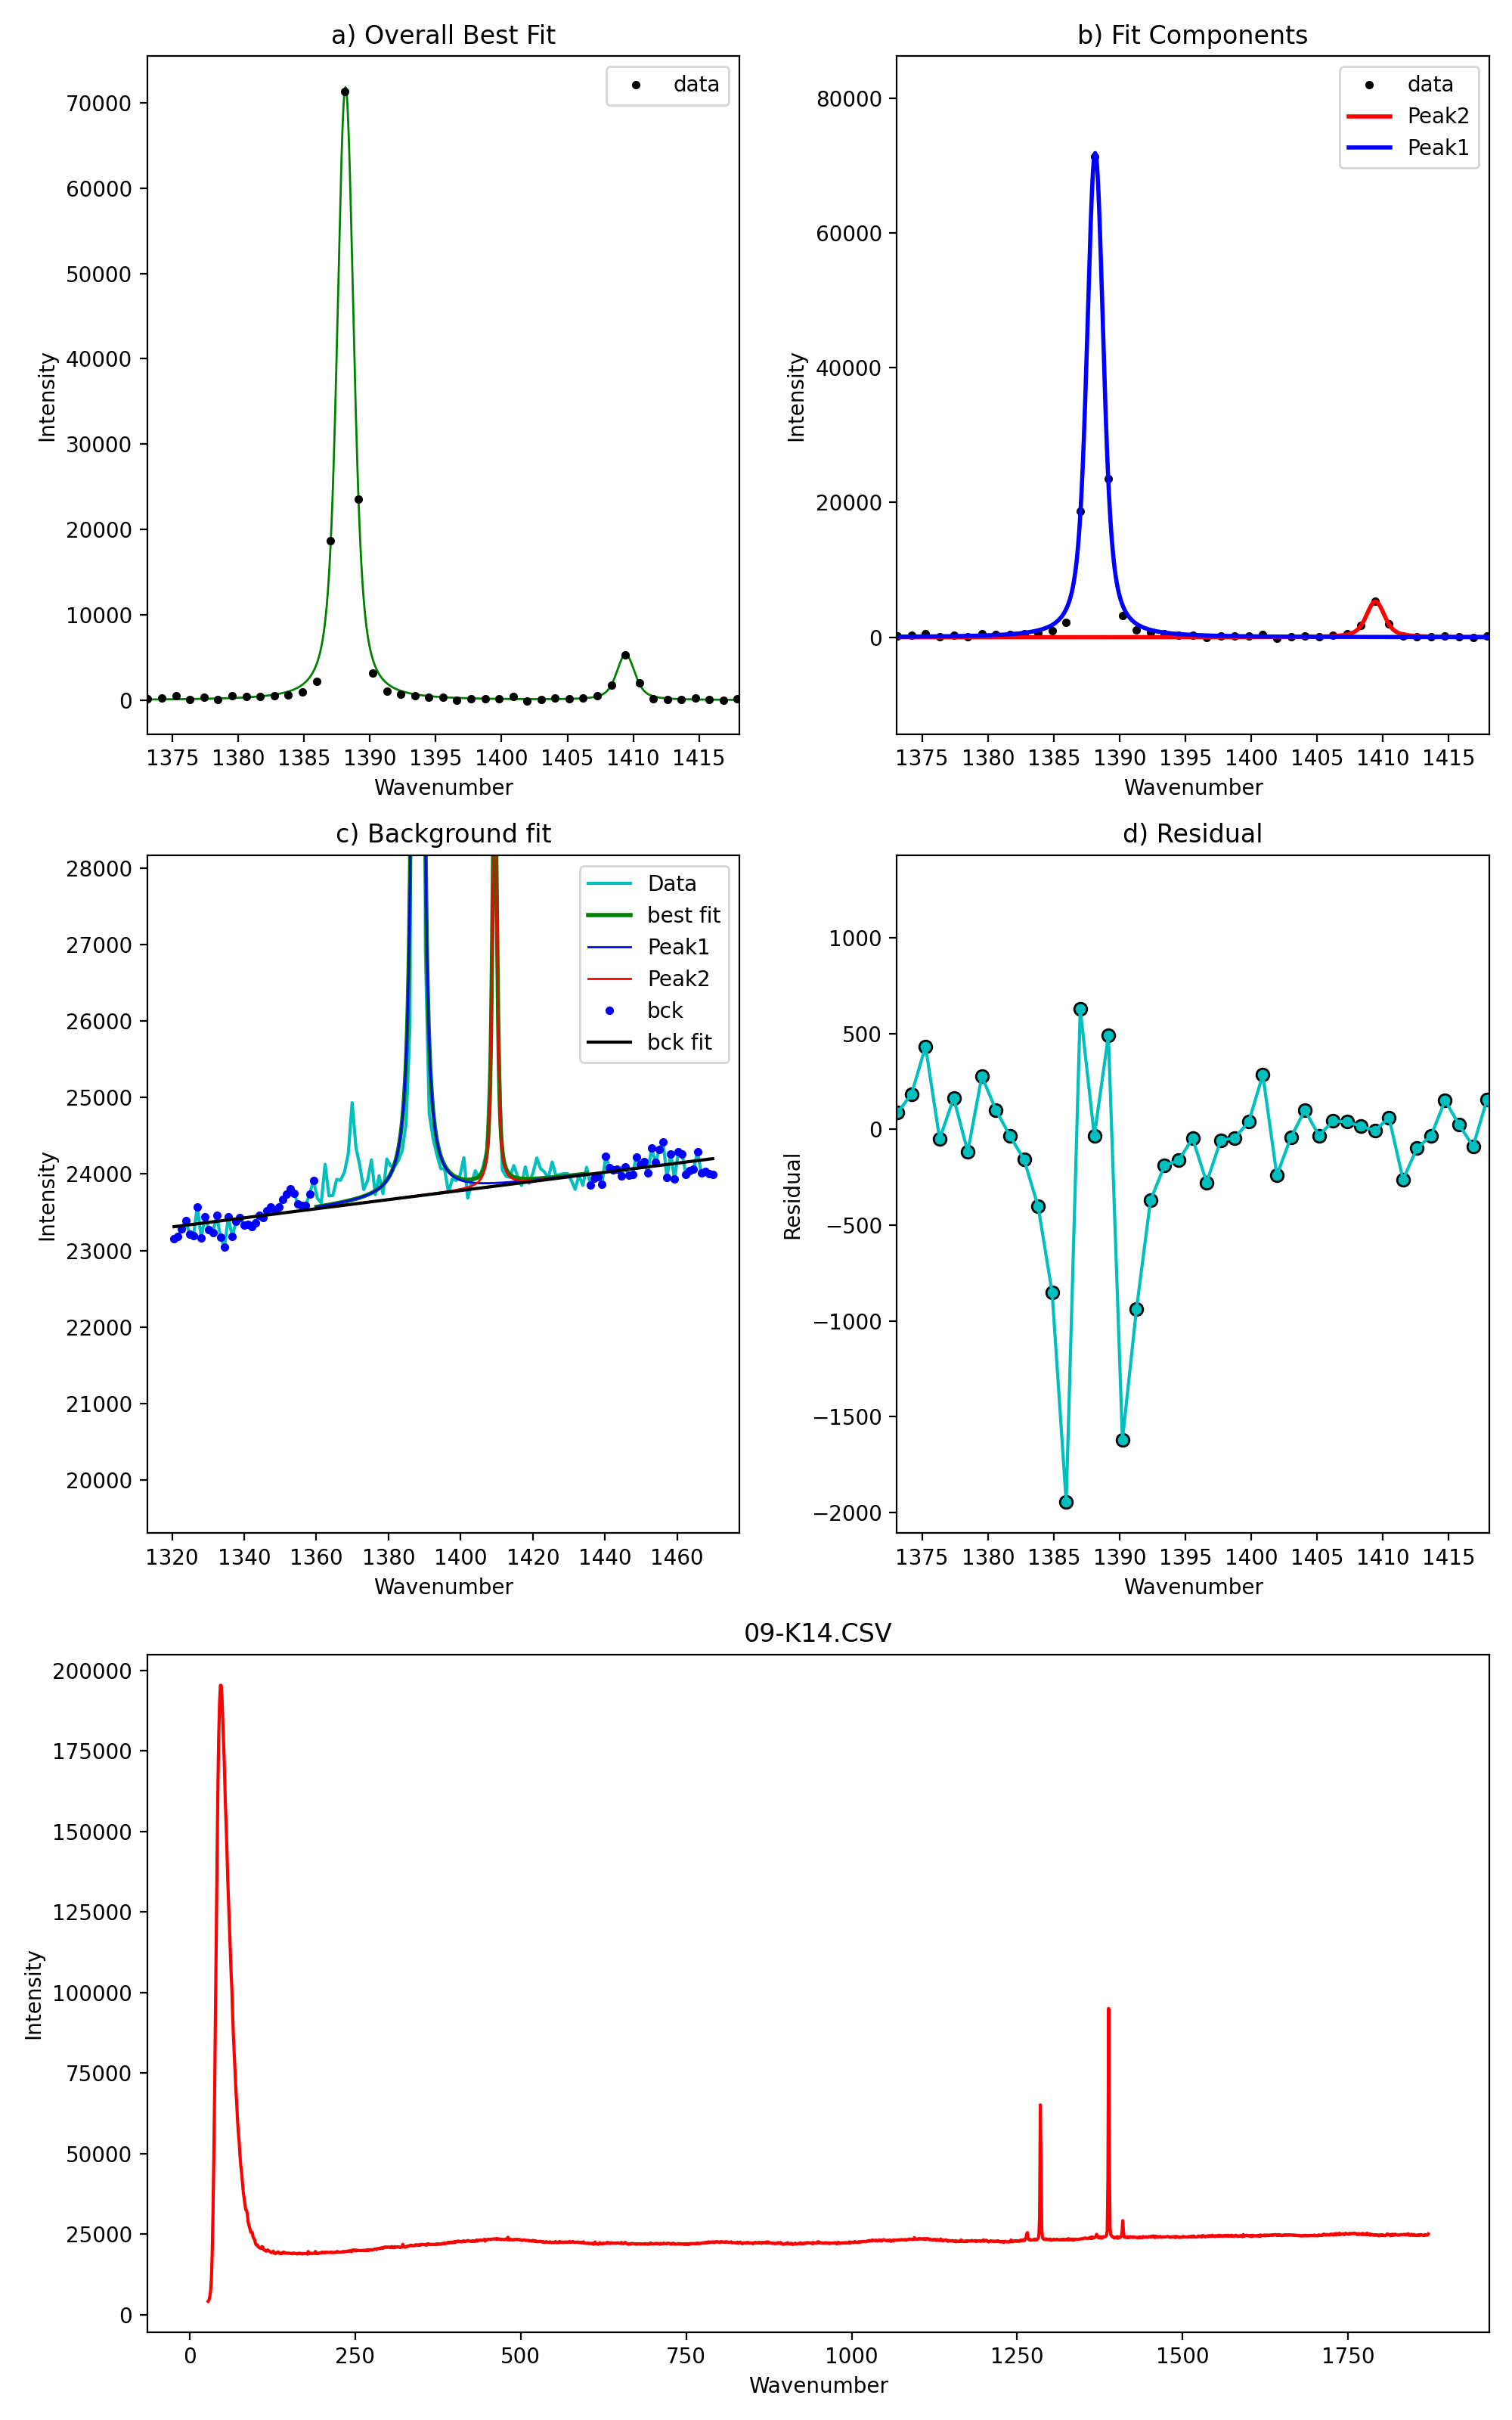 a) Overall Best Fit
data
70000
60000
50000
40000
30000
20000
10000
0
Intensity
1375 1380 1385 1390 1395 1400 1405 1410 1415
Wavenumber
b) Fit Components
data
Peak2
Peak1
80000
60000
40000
20000
0
Intensity
1375 1380 1385 1390 1395 1400 1405 1410 1415
Wavenumber
c) Background fit
Data
best fit
Peak1
Peak2
bck
bck fit
28000
27000
26000
25000
24000
23000
22000
21000
20000
Intensity
1320 1340 1360 1380 1400 1420 1440 1460
Wavenumber
d) Residual
1000
500
0
−500
−1000
−1500
−2000
Residual
1375 1380 1385 1390 1395 1400 1405 1410 1415
Wavenumber
09-K14.CSV
200000
175000
150000
125000
100000
75000
50000
25000
0
Intensity
0 250 500 750 1000 1250 1500 1750
Wavenumber